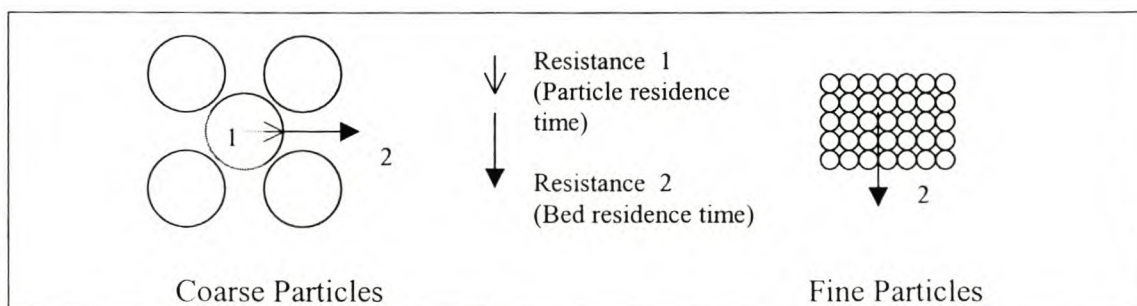 1
2
Coarse Particles
Resistance 1
(Particle residence
time)
Resistance 2
(Bed residence time)
2
Fine Particles